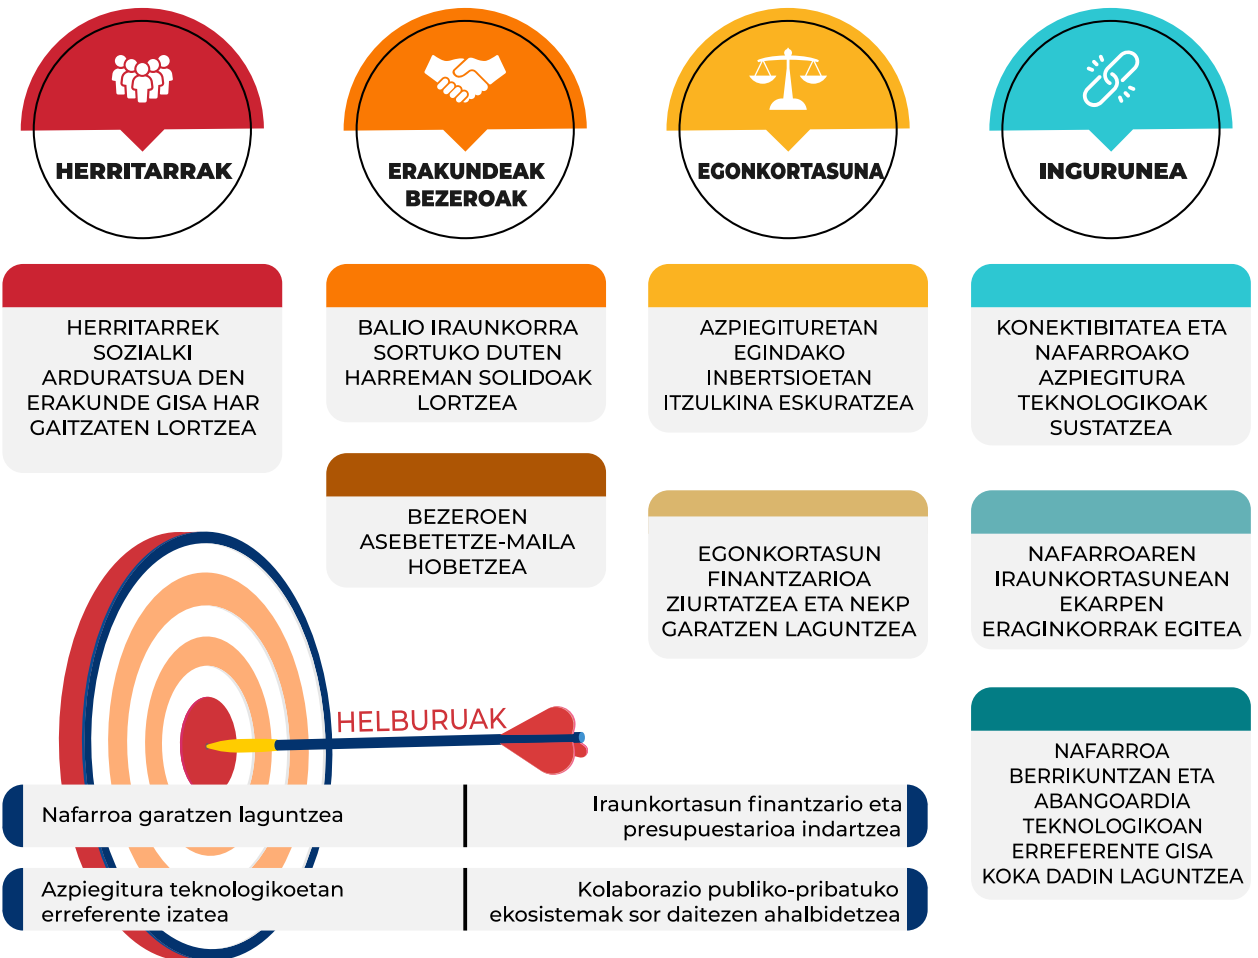 HERRITARRAK
ERAKUNDEAK
BEZEROAK
EGONKORTASUNA
INGURUNEA
HERRITARREK
SOZIALKI
ARDURATSUA DEN
ERAKUNDE GISA HAR
GAITZATEN LORTZEA
BALIO IRAUNKORRA
SORTUKO DUTEN
HARREMAN SOLIDOAK
LORTZEA
AZPIEGITURETAN
EGINDAKO
INBERTSIOETAN
ITZULKINA ESKURATZEA
KONEKTIBITATEA ETA
NAFARROAKO
AZPIEGITURA
TEKNOLOGIKOAK
SUSTATZEA
BEZEROEN
ASEBETETZE-MAILA
HOBETZEA
EGONKORTASUN
FINANTZARIOA
ZIURTATZEA ETA NEKP
GARATZEN LAGUNTZEA
NAFARROAREN
IRAUNKORTASUNEAN
EKARPEN
ERAGINKORRAK EGITEA
NAFARROA
BERRIKUNTZAN ETA
ABANGOARDIA
TEKNOLOGIKOAN
ERREFERENTE GISA
KOKA DADIN LAGUNTZEA
HELBURUAK
Nafarroa garatzen laguntzea
Iraunkortasun finantzario eta
presupuestarioa indartzea
Azpiegitura teknologikoetan
erreferente izatea
Kolaborazio publiko-pribatuko
ekosistemak sor daitezen ahalbidetzea